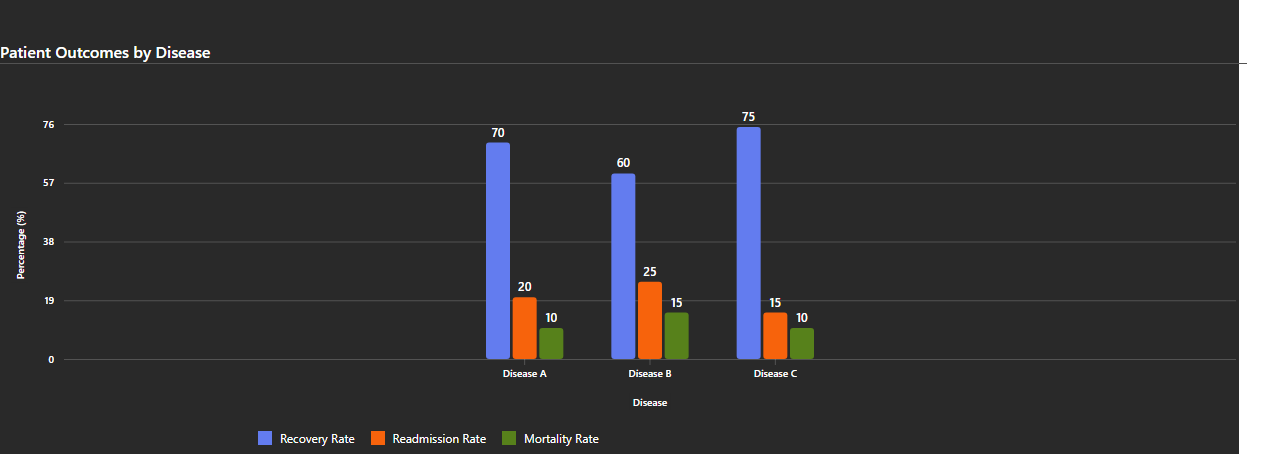 Patient Outcomes by Disease
76
57
38
19
0
Percentage (%)
70
20
10
60
25
15
75
15
10
Disease A
Disease B
Disease C
Disease
Recovery Rate
Readmission Rate
Mortality Rate